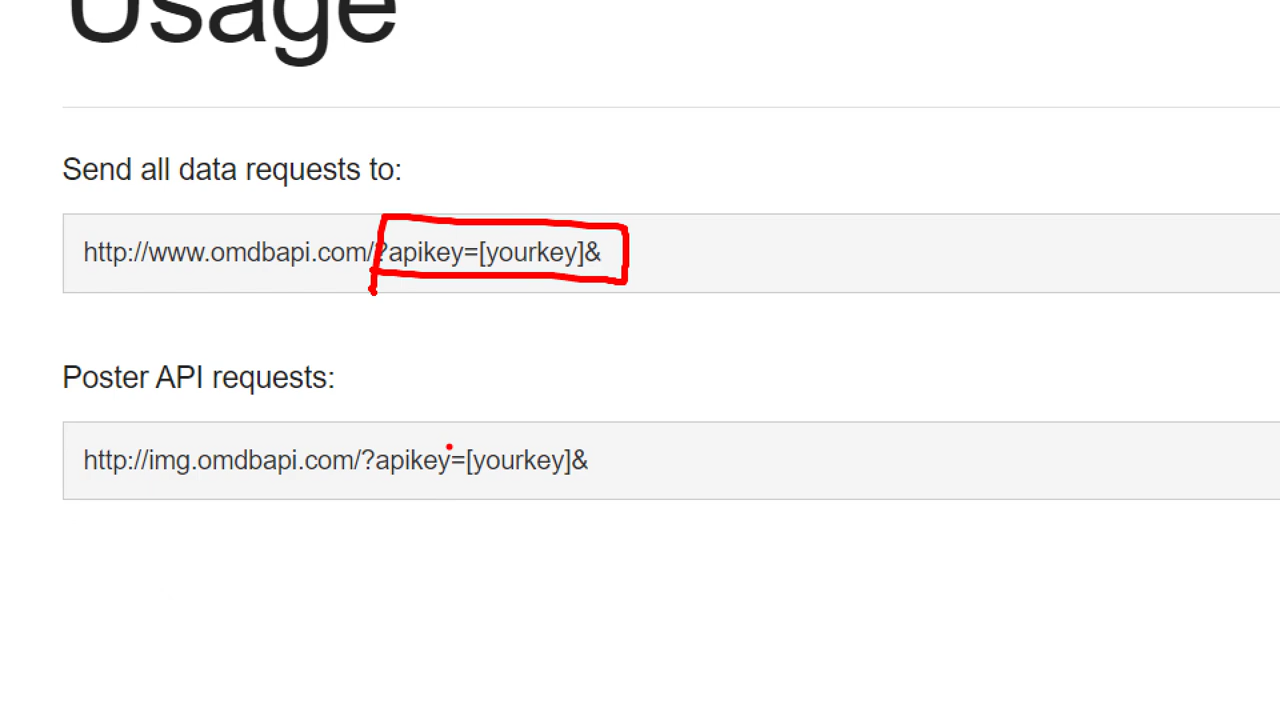 Usage
Send all data requests to:
http://www.omdbapi.com/?apikey=[yourkey]&
Poster API requests:
http://img.omdbapi.com/?apikey=[yourkey]&